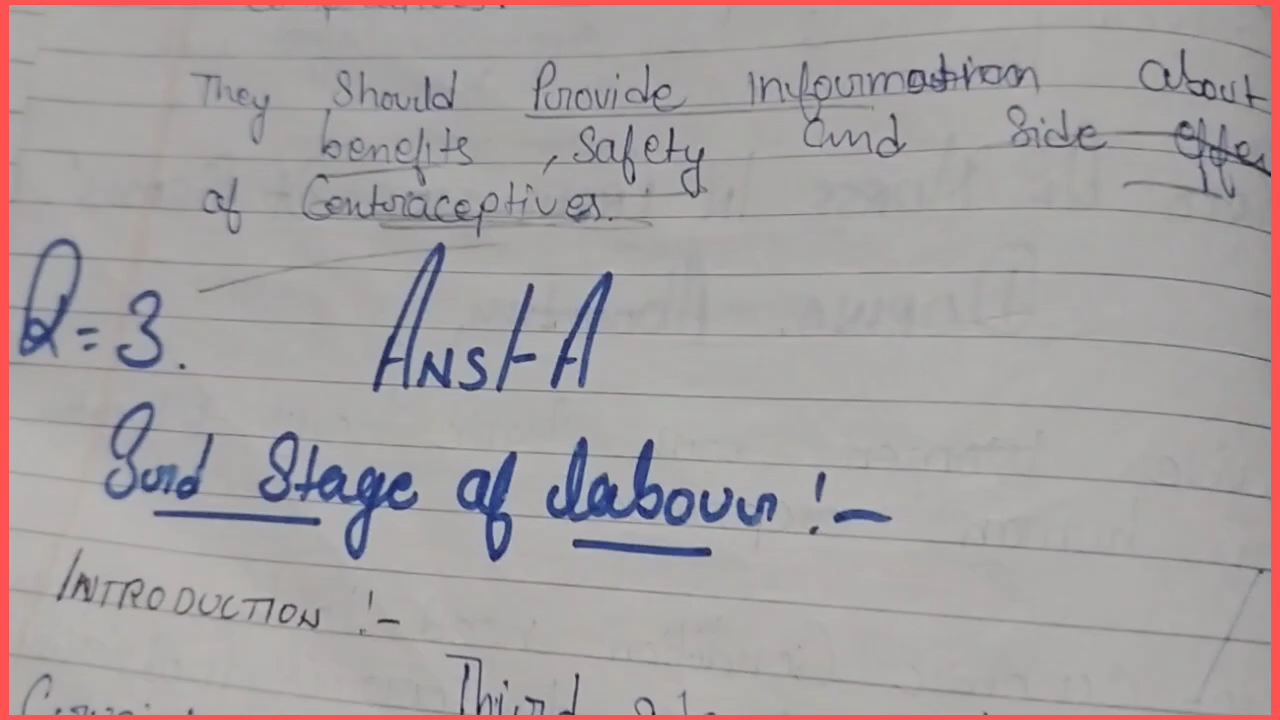 They Should Provide Information about
benefits , Safety and Side
of Contraceptives.
Q=3. Ans/-A
3rd Stage of labour :-
INTRODUCTION :-
Third